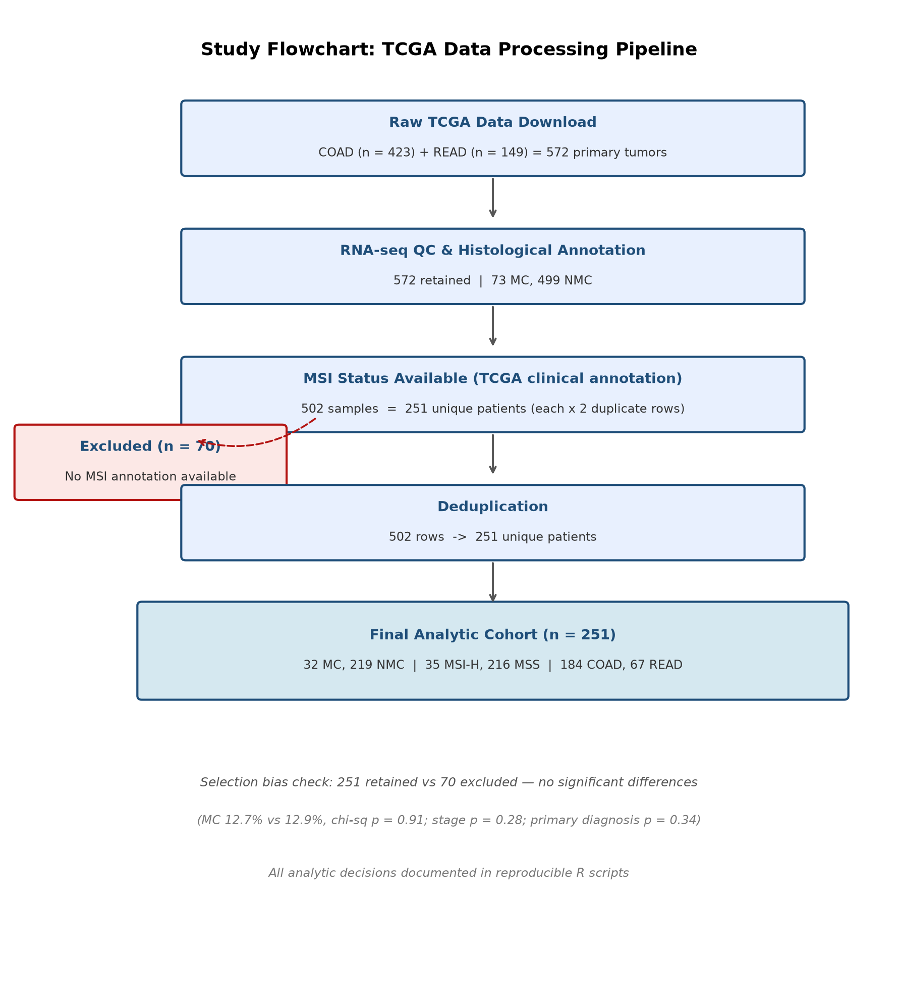 Study Flowchart: TCGA Data Processing Pipeline
Raw TCGA Data Download
COAD (n = 423) + READ (n = 149) = 572 primary tumors
RNA-seq QC & Histological Annotation
572 retained | 73 MC, 499 NMC
MSI Status Available (TCGA clinical annotation)
502 samples = 251 unique patients (each x 2 duplicate rows)
Excluded (n = 70)
No MSI annotation available
Deduplication
502 rows -> 251 unique patients
Final Analytic Cohort (n = 251)
32 MC, 219 NMC | 35 MSI-H, 216 MSS | 184 COAD, 67 READ
Selection bias check: 251 retained vs 70 excluded — no significant differences
(MC 12.7% vs 12.9%, chi-sq p = 0.91; stage p = 0.28; primary diagnosis p = 0.34)
All analytic decisions documented in reproducible R scripts